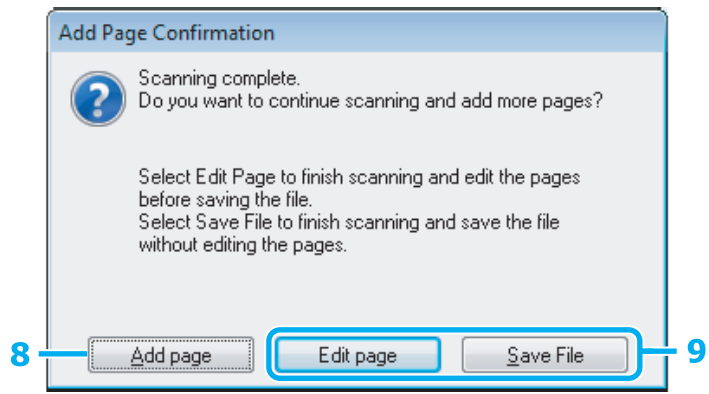 Add Page Confirmation
Scanning complete.
Do you want to continue scanning and add more pages?
Select Edit Page to finish scanning and edit the pages
before saving the file.
Select Save File to finish scanning and save the file
without editing the pages.
8 Add page Edit page Save File 9